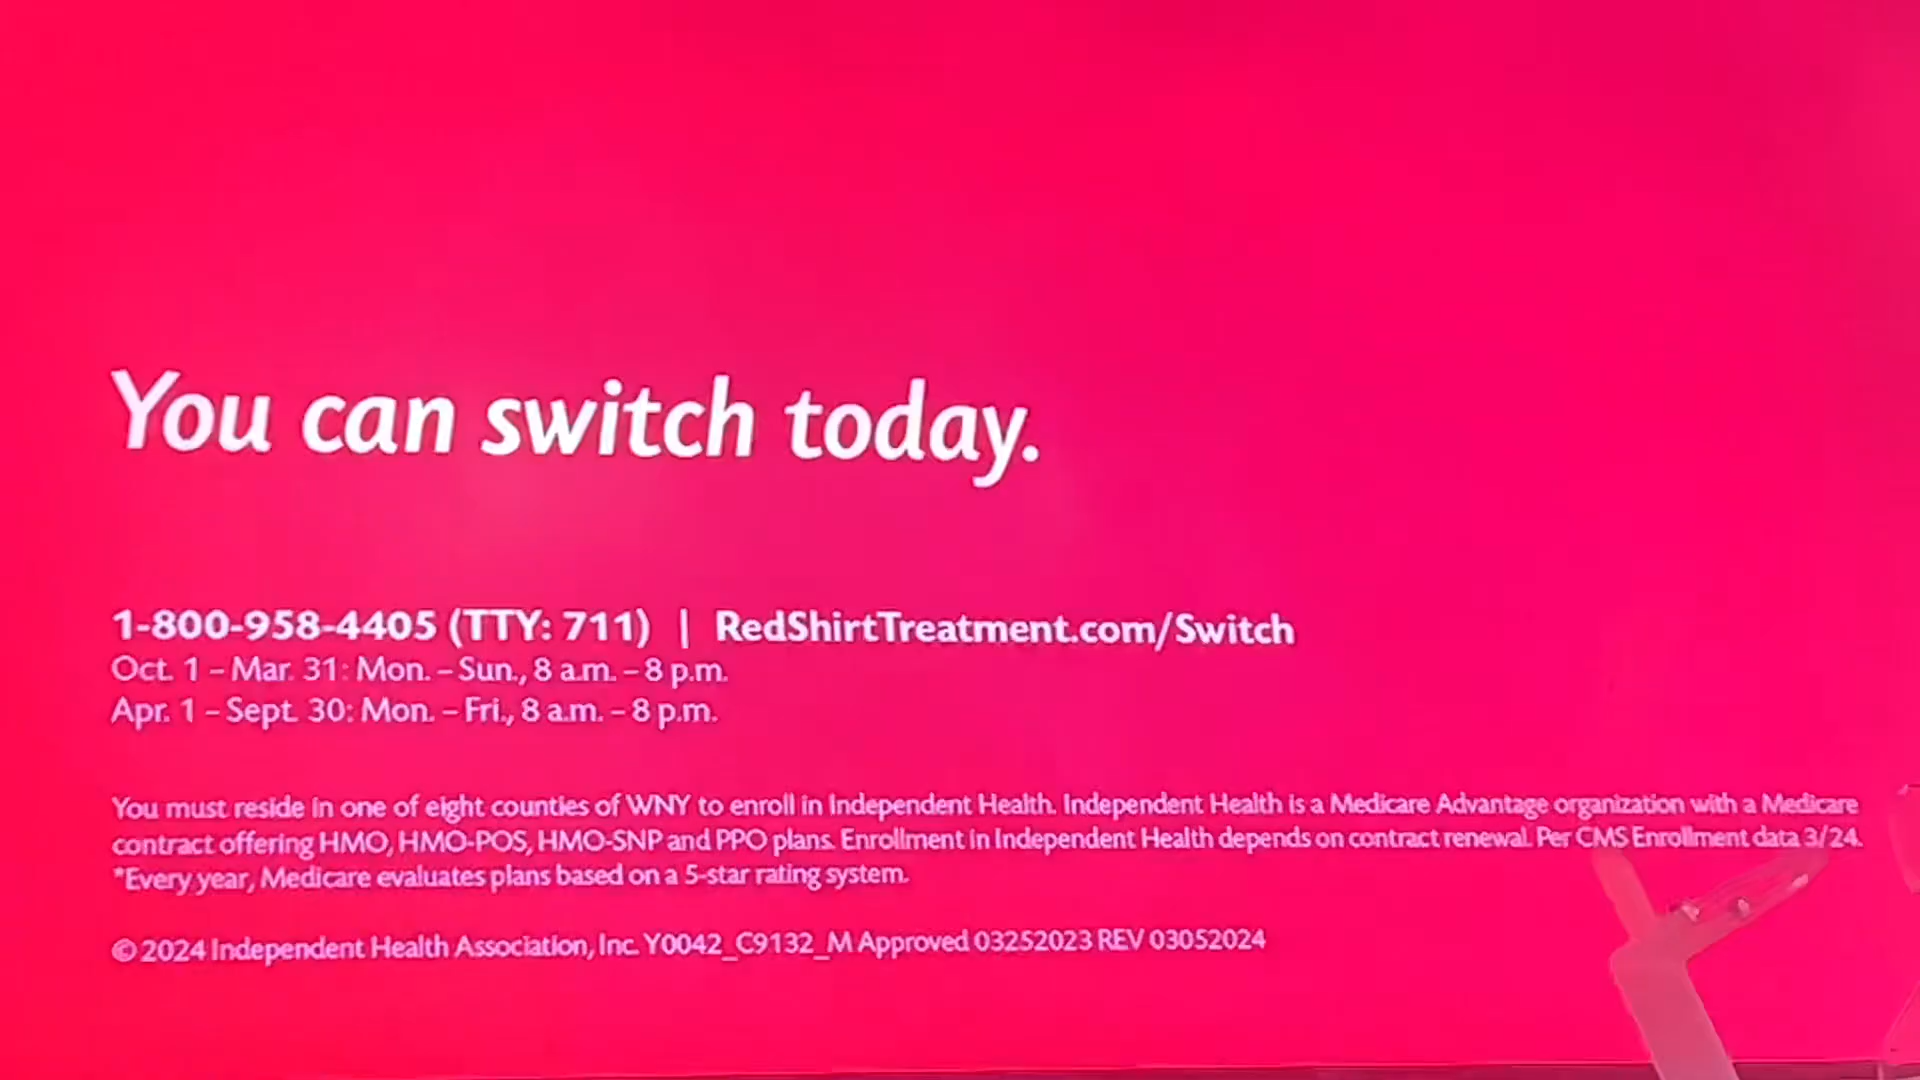 You can switch today.
1-800-958-4405 (TTY: 711) | RedShirtTreatment.com/Switch
Oct. 1 – Mar. 31: Mon. – Sun., 8 a.m. – 8 p.m.
Apr. 1 – Sept. 30: Mon. – Fri., 8 a.m. – 8 p.m.
You must reside in one of eight counties of WNY to enroll in Independent Health. Independent Health is a Medicare Advantage organization with a Medicare
contract offering HMO, HMO-POS, HMO-SNP and PPO plans. Enrollment in Independent Health depends on contract renewal. Per CMS Enrollment data 3/24.
*Every year, Medicare evaluates plans based on a 5-star rating system.
© 2024 Independent Health Association, Inc. Y0042_C9132_M Approved 03252023 REV 03052024